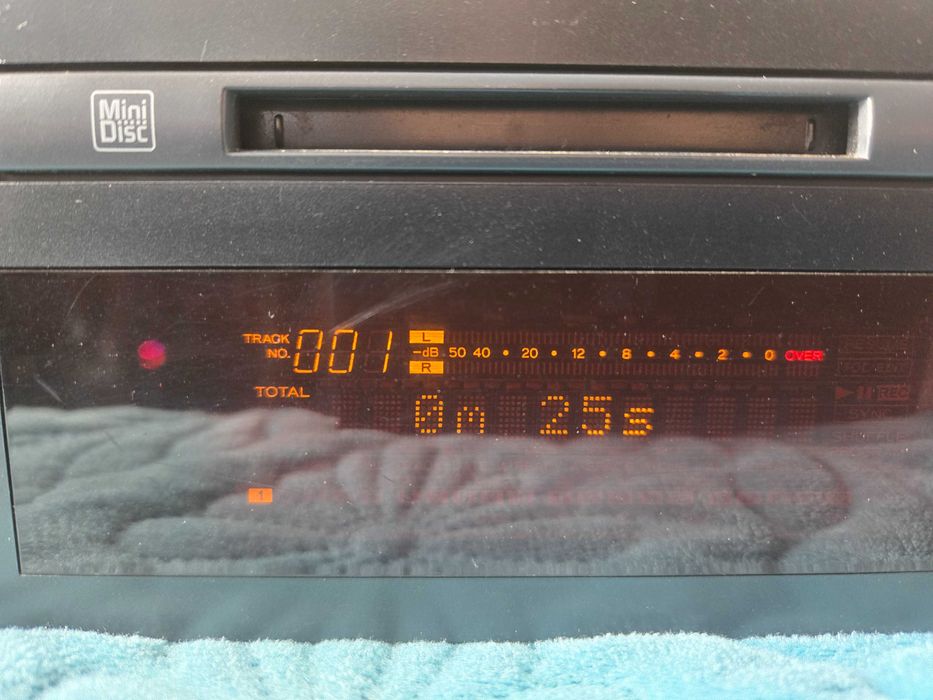 Mini
Disc
TRACK NO. 001
L
-dB 50 40 • 20 • 12 • 8 • 4 • 2 • 0 OVER
R
TOTAL
0m 25s
REC
1